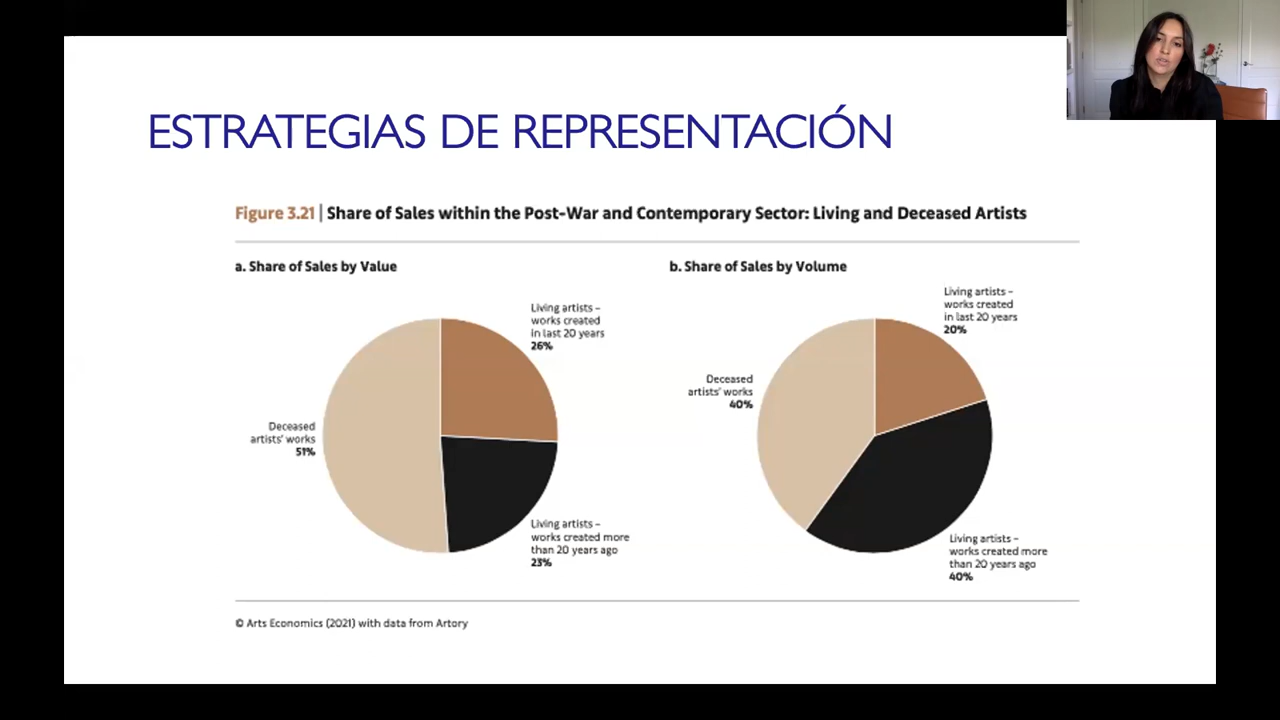 ESTRATEGIAS DE REPRESENTACIÓN
Figure 3.21 | Share of Sales within the Post-War and Contemporary Sector: Living and Deceased Artists
a. Share of Sales by Value
Living artists –
works created
in last 20 years
26%
Deceased
artists' works
51%
Living artists –
works created more
than 20 years ago
23%
b. Share of Sales by Volume
Living artists –
works created
in last 20 years
20%
Deceased
artists' works
40%
Living artists –
works created more
than 20 years ago
40%
© Arts Economics (2021) with data from Artory